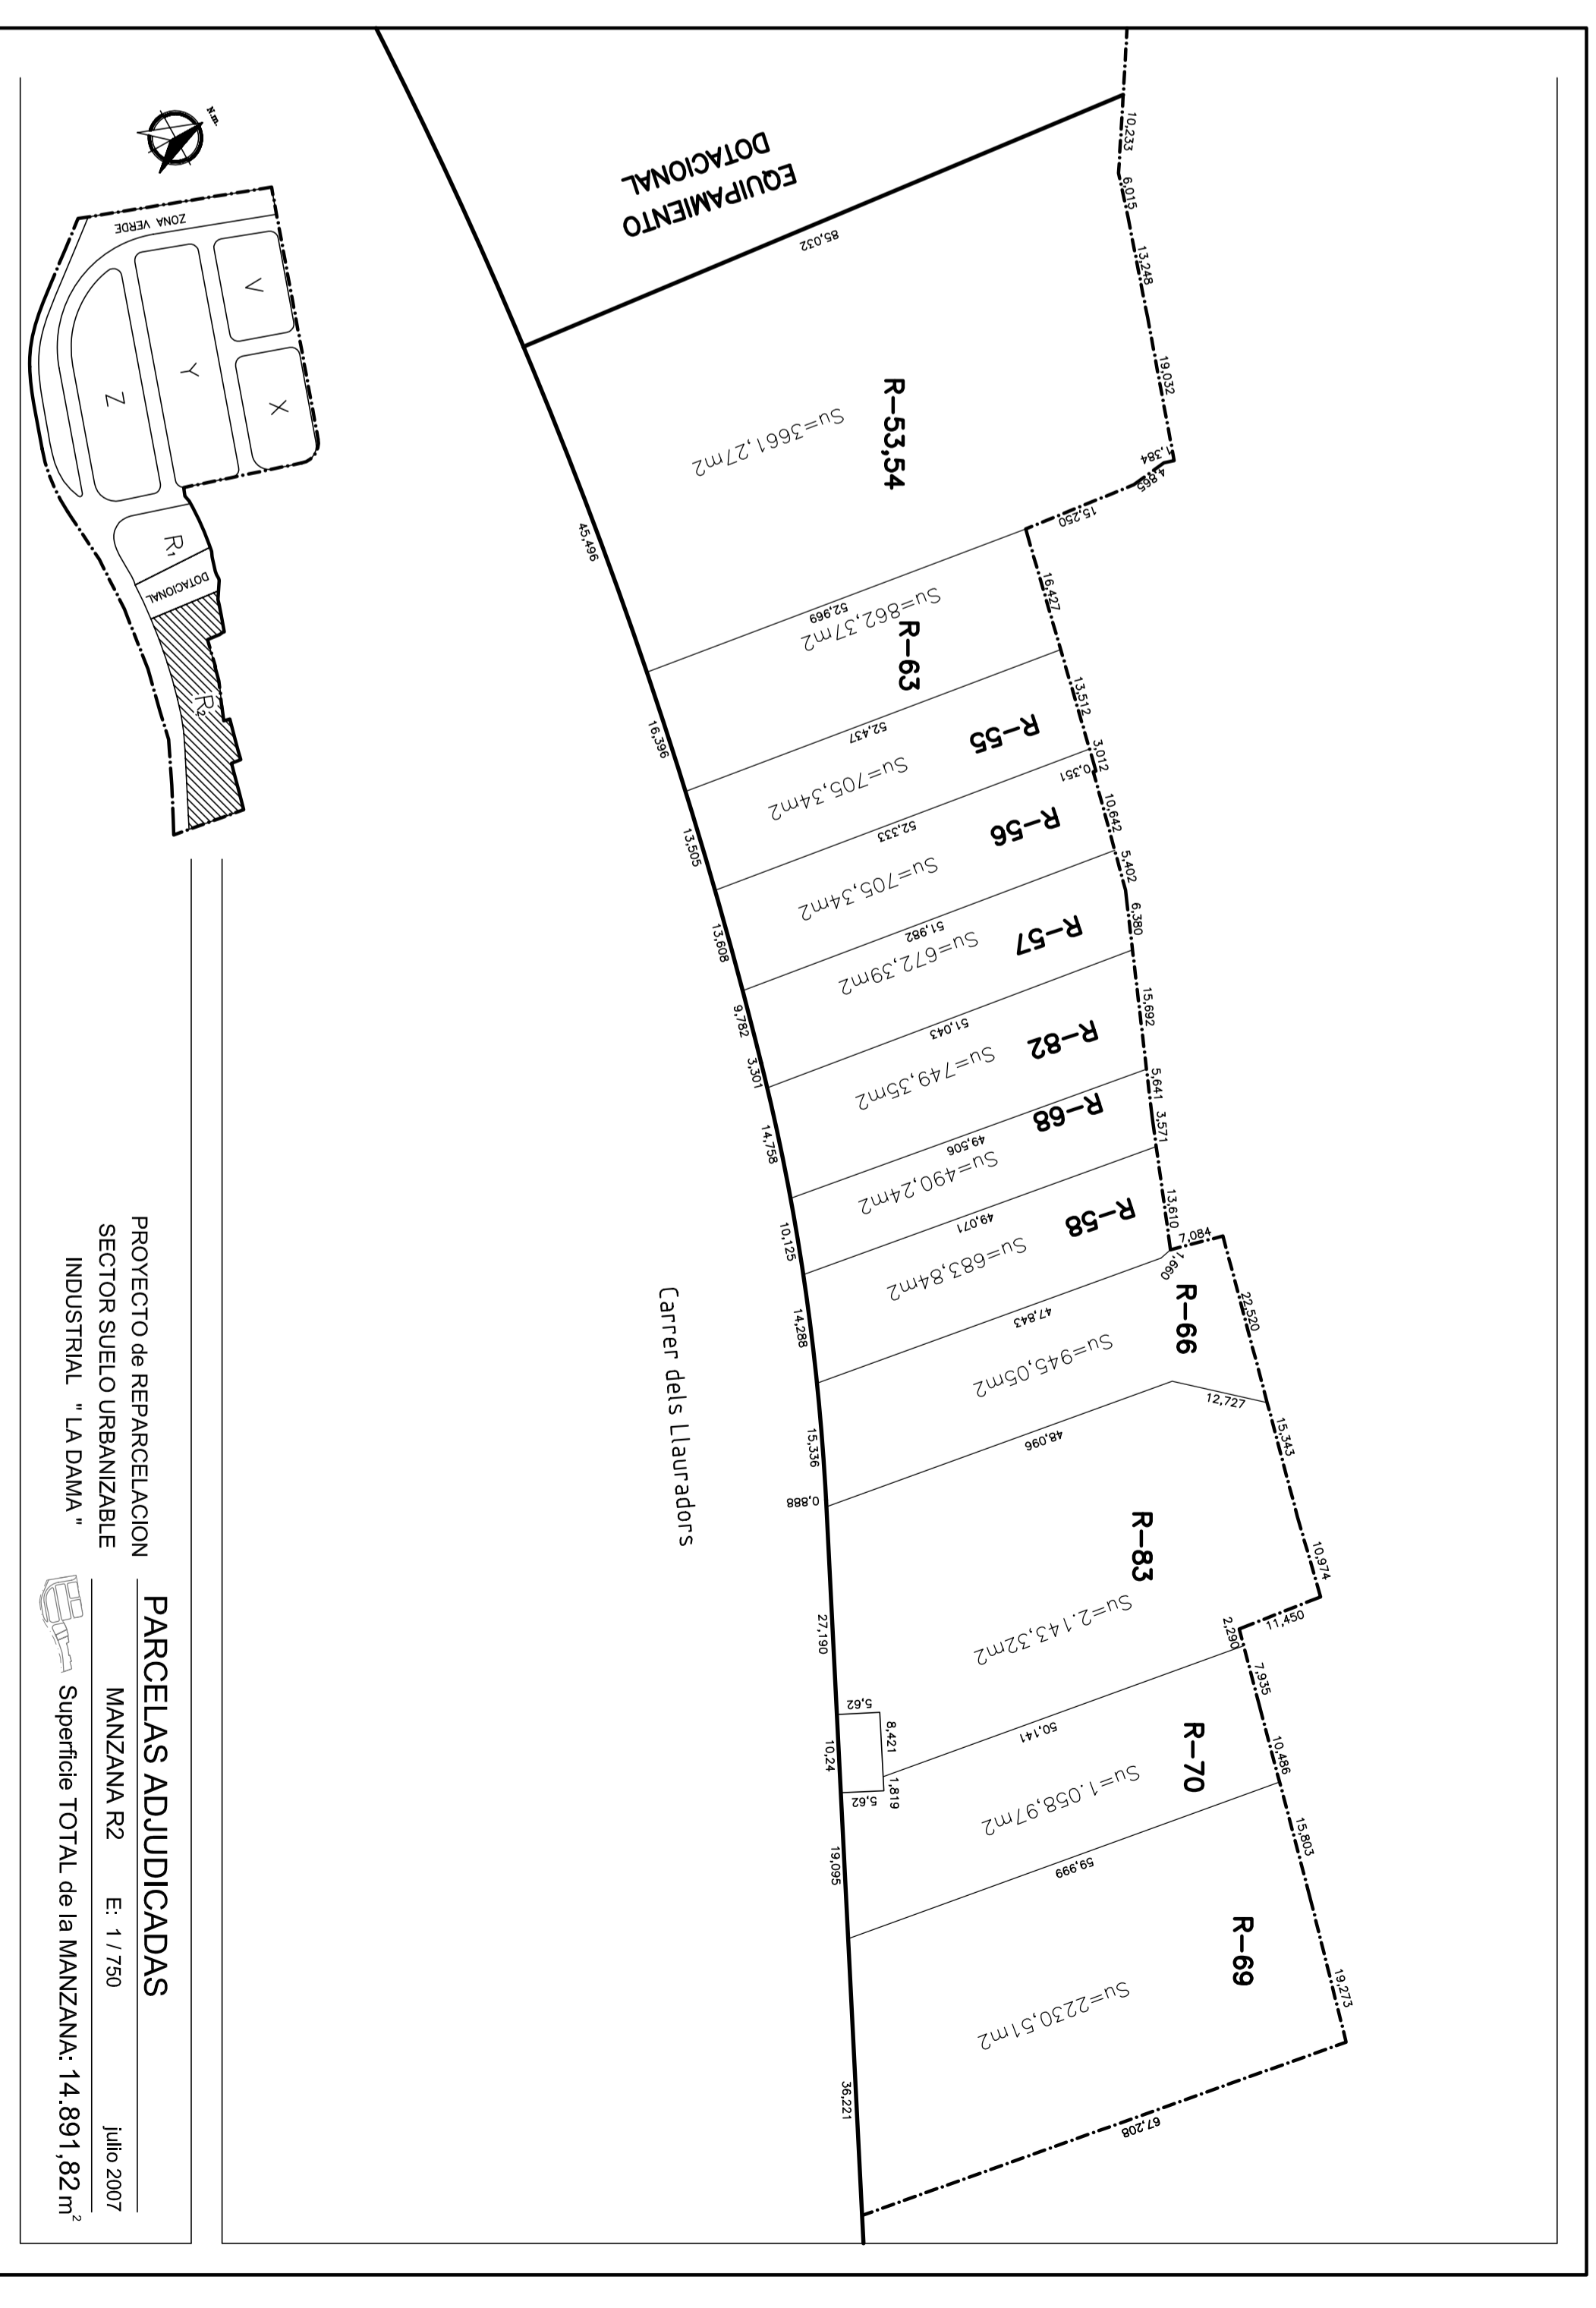 EQUIPAMIENTO
DOTACIONAL
10,233
6,015
13,248
19,032
1,384
4,865
15,250
85,032
R-53,54
Su=3661,27m2
45,496
52,969
16,427
R-63
Su=862,37m2
16,396
52,437
13,512
R-55
Su=705,34m2
13,505
52,333
3,012
0,351
10,642
R-56
Su=705,34m2
13,608
51,982
5,402
6,380
R-57
Su=672,39m2
9,782
3,301
51,043
15,692
R-82
Su=749,35m2
14,758
49,506
5,641
3,571
R-68
Su=490,24m2
10,125
49,071
13,610
R-58
Su=683,84m2
14,288
47,843
1,660
7,084
22,520
R-66
Su=945,05m2
15,336
48,096
12,727
0,888
15,343
10,974
11,450
2,290
R-83
Su=2.143,32m2
27,190
5,62
8,421
10,24
1,819
5,62
50,141
7,935
10,486
R-70
Su=1.058,97m2
19,095
59,999
15,803
19,273
R-69
Su=2230,51m2
36,221
67,208
Carrer dels Llauradors
N.m.
ZONA VERDE
V
X
Y
Z
R1
DOTACIONAL
R2
PROYECTO de REPARCELACION
SECTOR SUELO URBANIZABLE
INDUSTRIAL " LA DAMA "
PARCELAS ADJUDICADAS
MANZANA R2 E: 1 / 750 julio 2007
Superficie TOTAL de la MANZANA: 14.891,82 m²